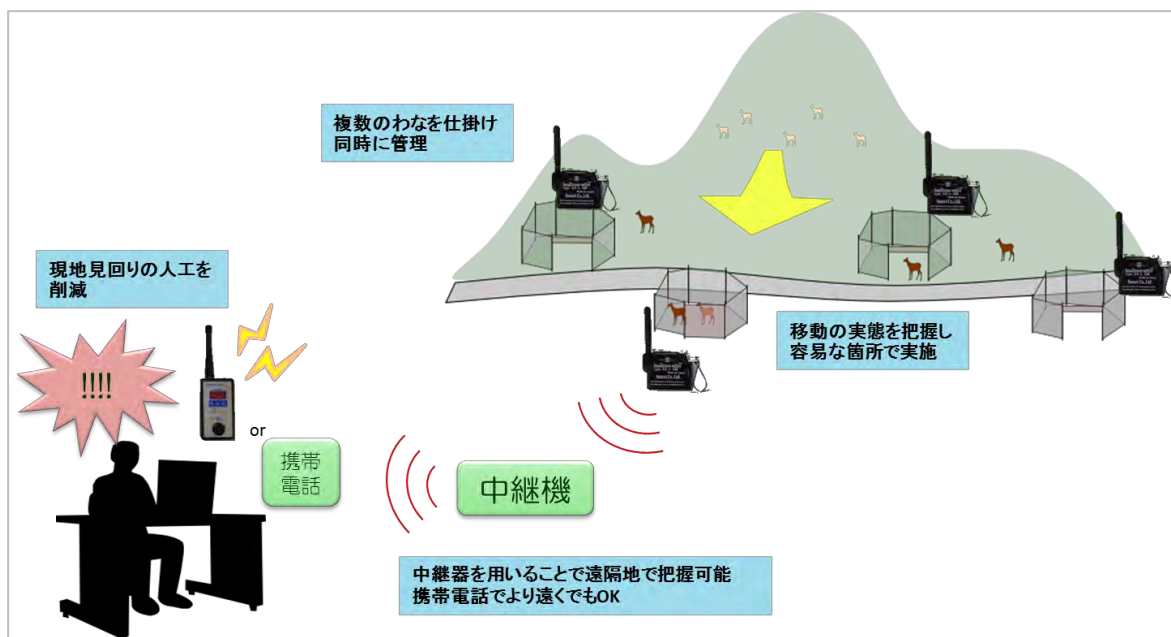 複数のわなを仕掛け
同時に管理
現地見回りの人工を
削減
移動の実態を把握し
容易な箇所で実施
!!!!
or
携帯
電話
中継機
中継器を用いることで遠隔地で把握可能
携帯電話でより遠くでもOK